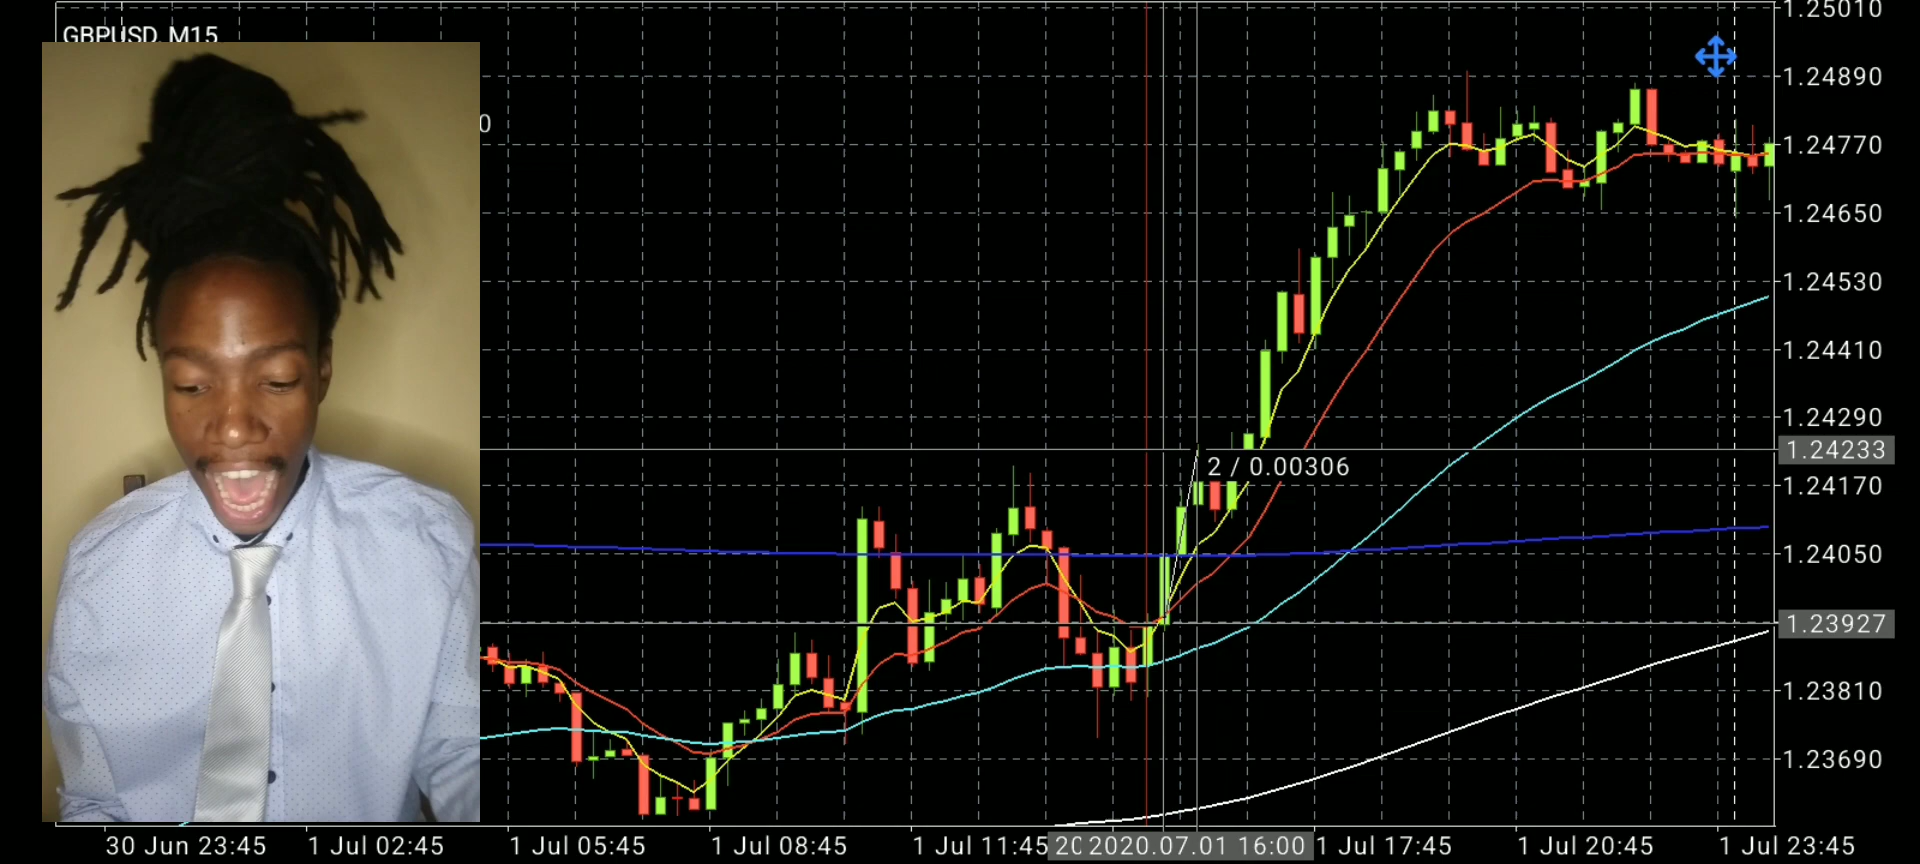 GBPUSD, M15
0
1.25010
1.24890
1.24770
1.24650
1.24530
1.24410
1.24290
1.24233
2 / 0.00306
1.24170
1.24050
1.23927
1.23810
1.23690
30 Jun 23:45
1 Jul 02:45
1 Jul 05:45
1 Jul 08:45
1 Jul 11:45
20
2020.07.01 16:00
1 Jul 17:45
1 Jul 20:45
1 Jul 23:45